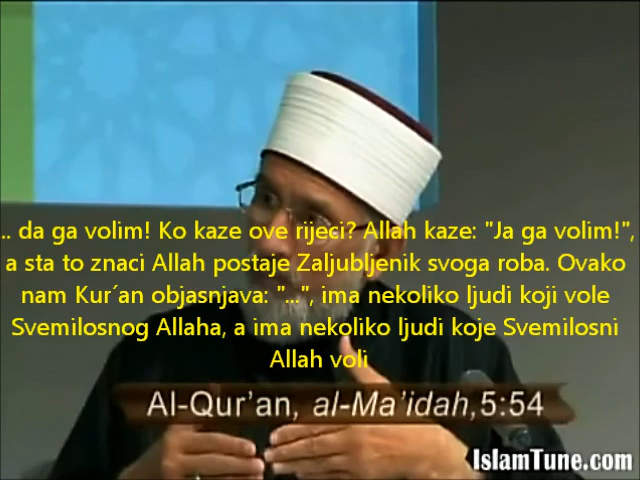 .. da ga volim! Ko kaze ove rijeci? Allah kaze: "Ja ga volim!",
a sta to znaci Allah postaje Zaljubljenik svoga roba. Ovako
nam Kur´an objasnjava: "...", ima nekoliko ljudi koji vole
Svemilosnog Allaha, a ima nekoliko ljudi koje Svemilosni
Allah voli
Al-Qur'an, al-Ma'idah,5:54
IslamTune.com